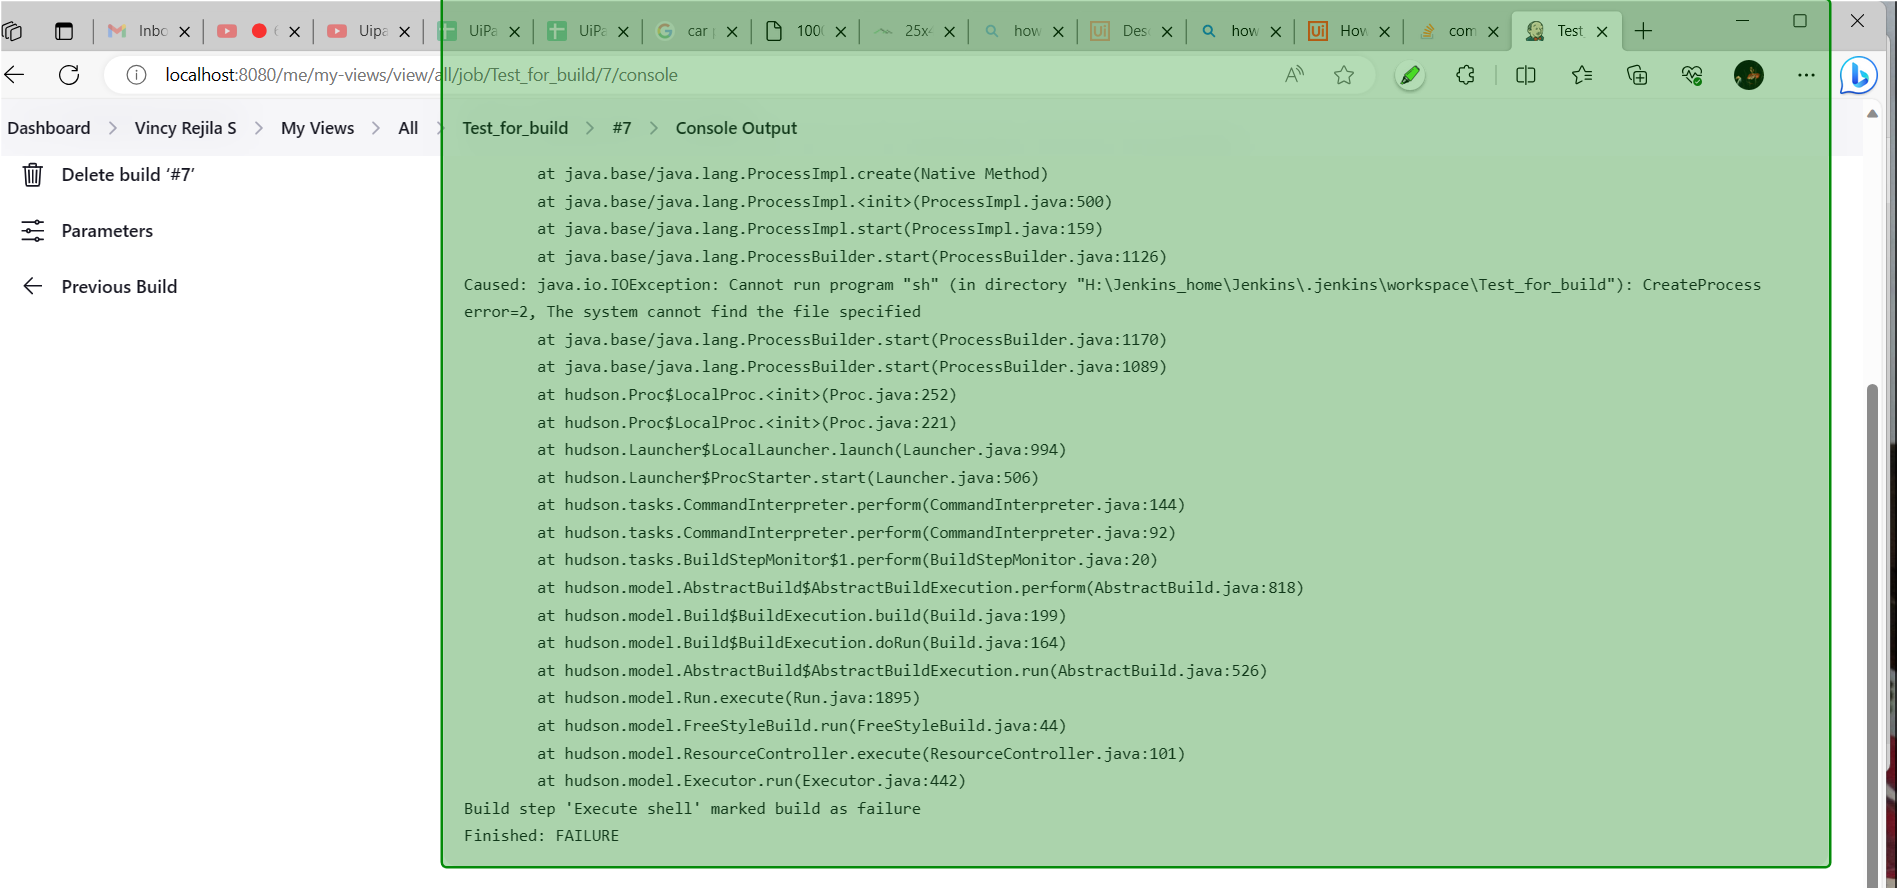 Inbo
6
Uipa
UiPa
UiPa
car
100(
25x4
how
Des
how
How
com
Test_
localhost:8080/me/my-views/view/all/job/Test_for_build/7/console
Dashboard > Vincy Rejila S > My Views > All > Test_for_build > #7 > Console Output
Delete build ‘#7’
Parameters
Previous Build
at java.base/java.lang.ProcessImpl.create(Native Method)
at java.base/java.lang.ProcessImpl.<init>(ProcessImpl.java:500)
at java.base/java.lang.ProcessImpl.start(ProcessImpl.java:159)
at java.base/java.lang.ProcessBuilder.start(ProcessBuilder.java:1126)
Caused: java.io.IOException: Cannot run program "sh" (in directory "H:\Jenkins_home\Jenkins\.jenkins\workspace\Test_for_build"): CreateProcess
error=2, The system cannot find the file specified
at java.base/java.lang.ProcessBuilder.start(ProcessBuilder.java:1170)
at java.base/java.lang.ProcessBuilder.start(ProcessBuilder.java:1089)
at hudson.Proc$LocalProc.<init>(Proc.java:252)
at hudson.Proc$LocalProc.<init>(Proc.java:221)
at hudson.Launcher$LocalLauncher.launch(Launcher.java:994)
at hudson.Launcher$ProcStarter.start(Launcher.java:506)
at hudson.tasks.CommandInterpreter.perform(CommandInterpreter.java:144)
at hudson.tasks.CommandInterpreter.perform(CommandInterpreter.java:92)
at hudson.tasks.BuildStepMonitor$1.perform(BuildStepMonitor.java:20)
at hudson.model.AbstractBuild$AbstractBuildExecution.perform(AbstractBuild.java:818)
at hudson.model.Build$BuildExecution.build(Build.java:199)
at hudson.model.Build$BuildExecution.doRun(Build.java:164)
at hudson.model.AbstractBuild$AbstractBuildExecution.run(AbstractBuild.java:526)
at hudson.model.Run.execute(Run.java:1895)
at hudson.model.FreeStyleBuild.run(FreeStyleBuild.java:44)
at hudson.model.ResourceController.execute(ResourceController.java:101)
at hudson.model.Executor.run(Executor.java:442)
Build step 'Execute shell' marked build as failure
Finished: FAILURE